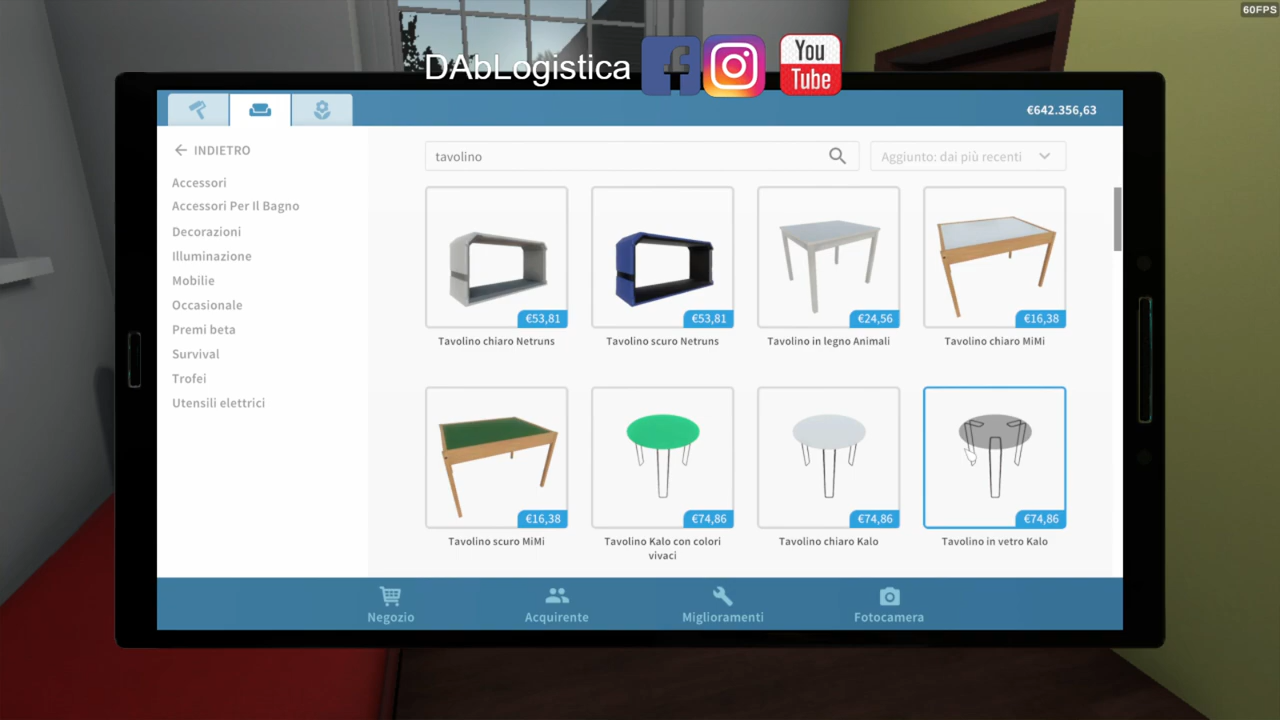 60FPS
DAbLogistica
f
You
Tube
€642.356,63
INDIETRO
Accessori
Accessori Per Il Bagno
Decorazioni
Illuminazione
Mobilie
Occasionale
Premi beta
Survival
Trofei
Utensili elettrici
tavolino
Aggiunto: dai più recenti
€53,81
€53,81
€24,56
€16,38
Tavolino chiaro Netruns
Tavolino scuro Netruns
Tavolino in legno Animali
Tavolino chiaro MiMi
€16,38
€74,86
€74,86
€74,86
Tavolino scuro MiMi
Tavolino Kalo con colori
vivaci
Tavolino chiaro Kalo
Tavolino in vetro Kalo
Negozio
Acquirente
Miglioramenti
Fotocamera